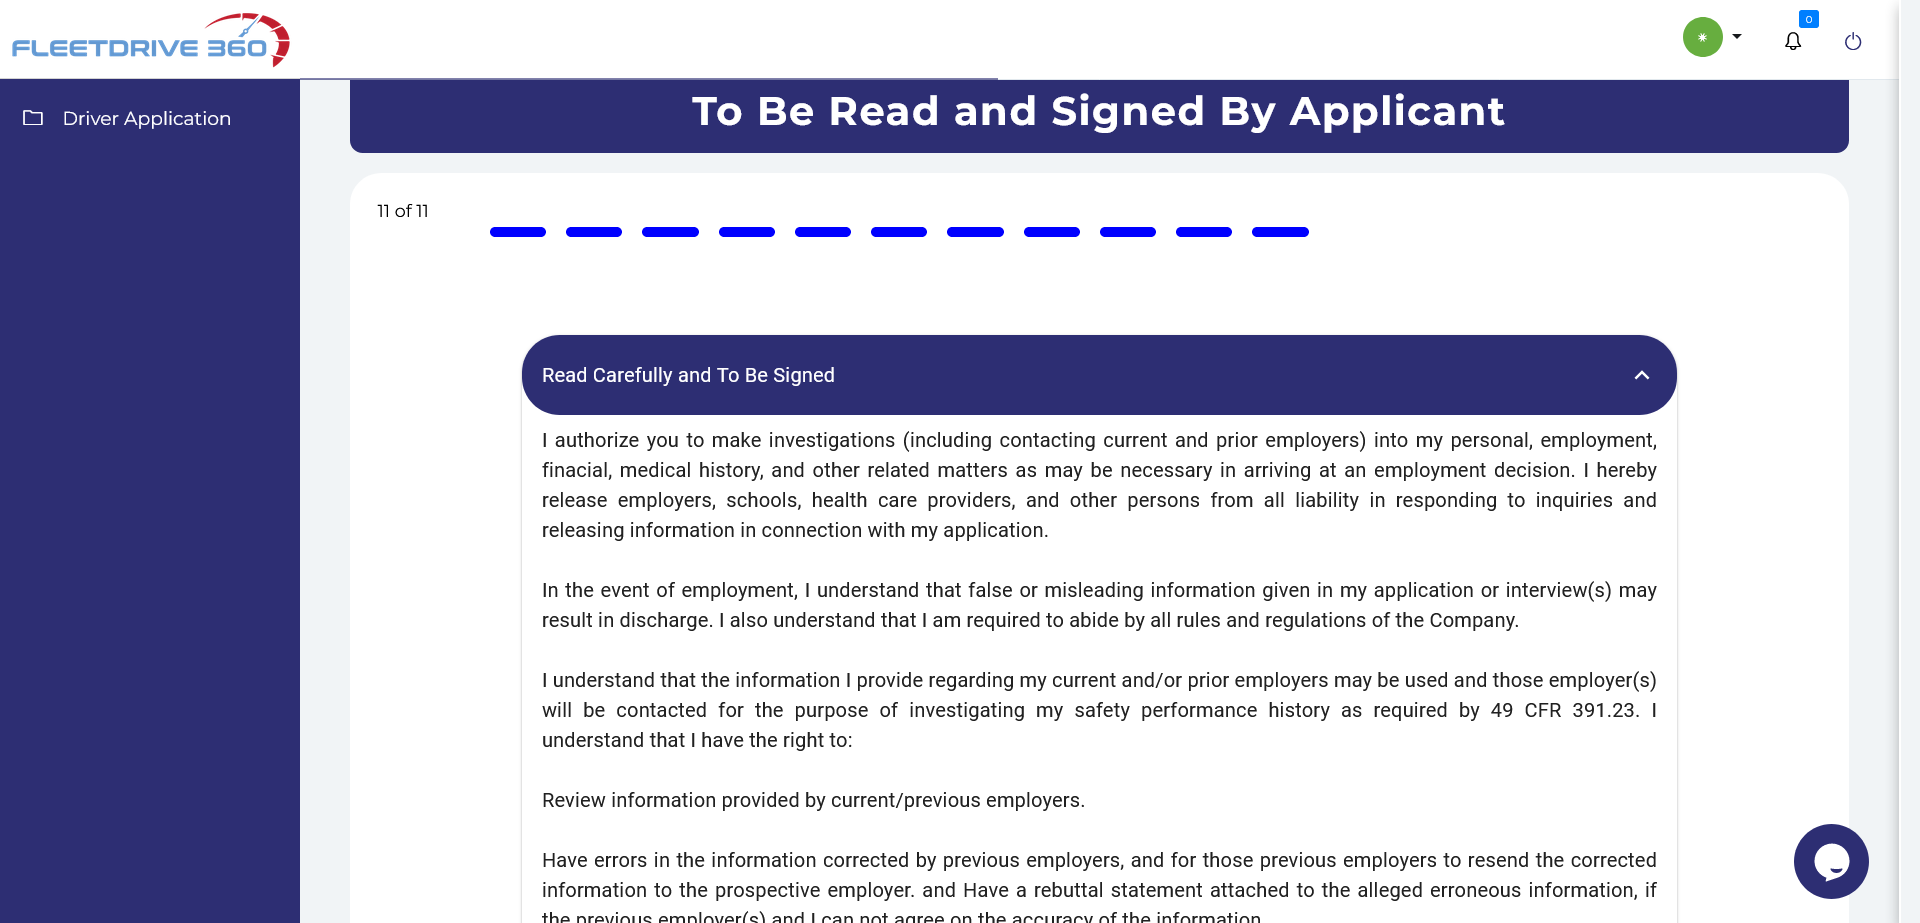 FLEETDRIVE 360
0
Driver Application
To Be Read and Signed By Applicant
11 of 11
Read Carefully and To Be Signed
I authorize you to make investigations (including contacting current and prior employers) into my personal, employment,
finacial, medical history, and other related matters as may be necessary in arriving at an employment decision. I hereby
release employers, schools, health care providers, and other persons from all liability in responding to inquiries and
releasing information in connection with my application.
In the event of employment, I understand that false or misleading information given in my application or interview(s) may
result in discharge. I also understand that I am required to abide by all rules and regulations of the Company.
I understand that the information I provide regarding my current and/or prior employers may be used and those employer(s)
will be contacted for the purpose of investigating my safety performance history as required by 49 CFR 391.23. I
understand that I have the right to:
Review information provided by current/previous employers.
Have errors in the information corrected by previous employers, and for those previous employers to resend the corrected
information to the prospective employer. and Have a rebuttal statement attached to the alleged erroneous information, if
the previous employer(s) and I can not agree on the accuracy of the information.